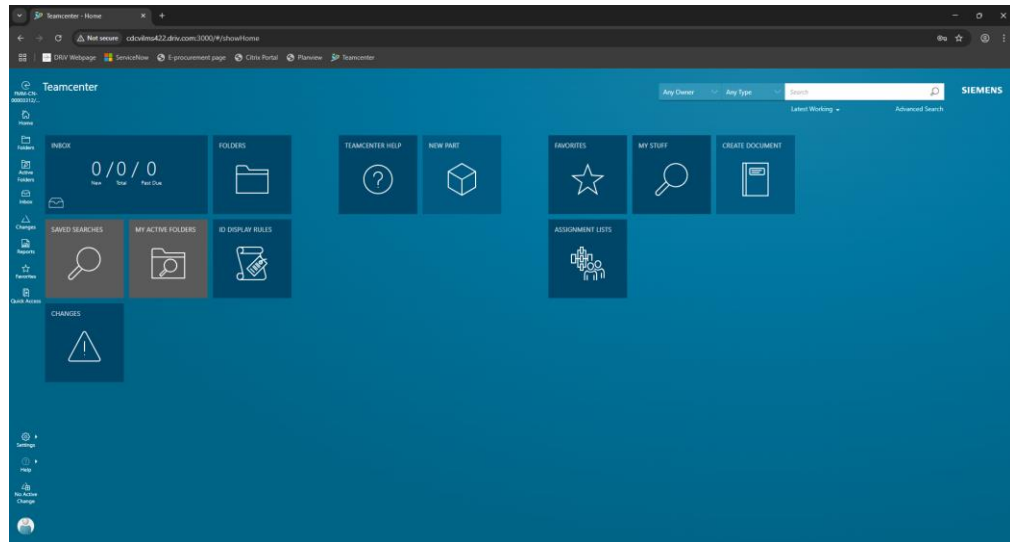 Teamcenter - Home
Not secure cdcvilms422.driv.com:3000/#/showHome
DRiV Webpage ServiceNow E-procurement page Citrix Portal Planview Teamcenter
Teamcenter
Any Owner Any Type Search SIEMENS
Latest Working Advanced Search
Home
Folders
Active
Folders
Inbox
Changes
Reports
Favorites
Quick Access
Settings
Help
No Active
Change
INBOX
0 / 0 / 0
New Total Past Due
FOLDERS
TEAMCENTER HELP
NEW PART
FAVORITES
MY STUFF
CREATE DOCUMENT
SAVED SEARCHES
MY ACTIVE FOLDERS
ID DISPLAY RULES
ASSIGNMENT LISTS
CHANGES